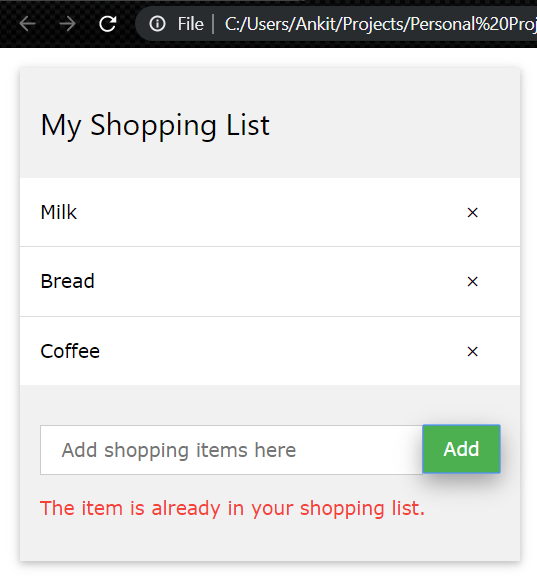 File | C:/Users/Ankit/Projects/Personal%20Proj
My Shopping List
Milk ×
Bread ×
Coffee ×
Add shopping items here Add
The item is already in your shopping list.